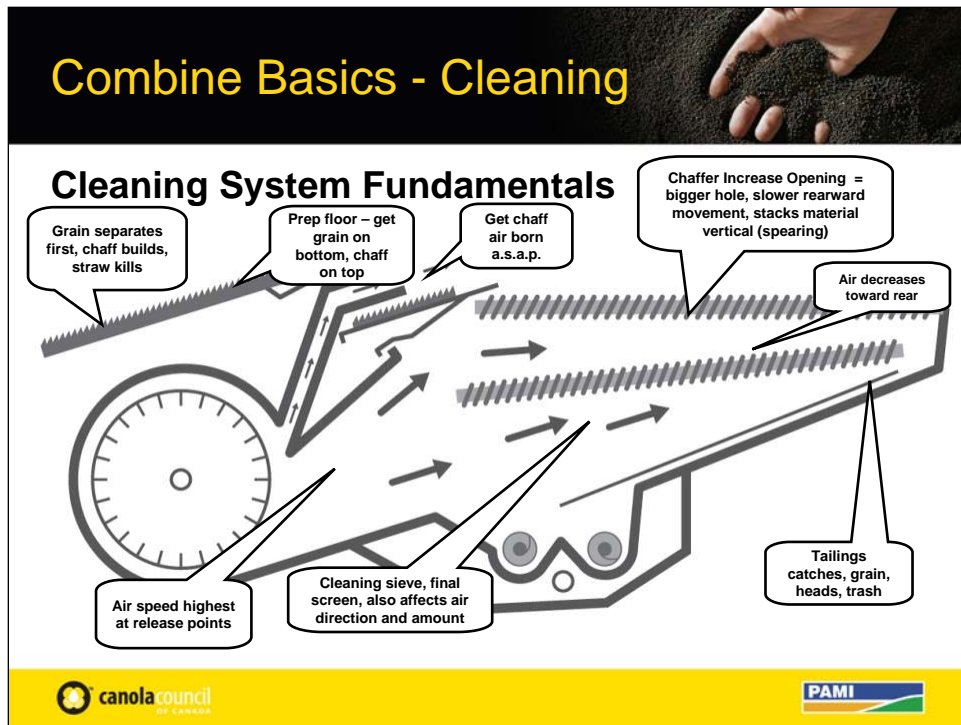 Combine Basics - Cleaning
Cleaning System Fundamentals
Grain separates
first, chaff builds,
straw kills
Prep floor – get
grain on
bottom, chaff
on top
Get chaff
air born
a.s.a.p.
Chaffer Increase Opening =
bigger hole, slower rearward
movement, stacks material
vertical (spearing)
Air decreases
toward rear
Air speed highest
at release points
Cleaning sieve, final
screen, also affects air
direction and amount
Tailings
catches, grain,
heads, trash
canolacouncil
OF CANADA
PAMI